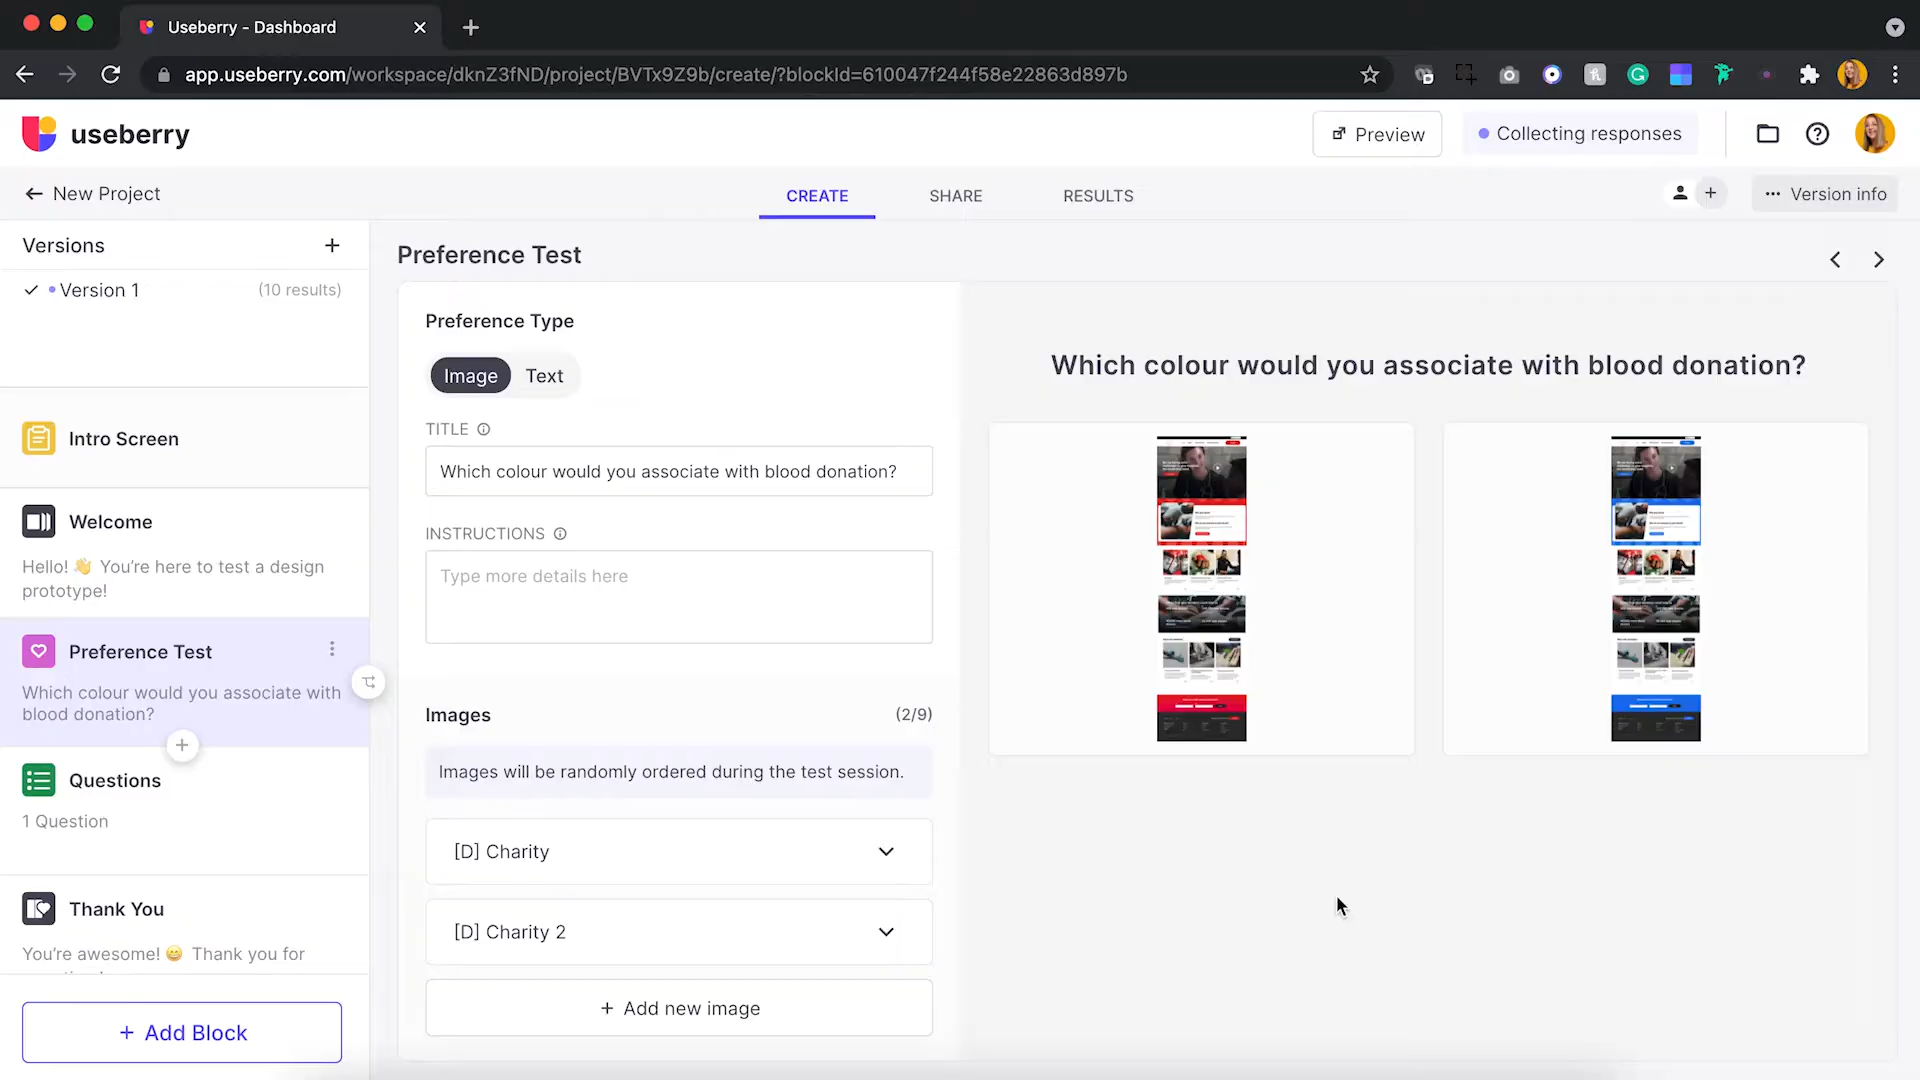 Useberry - Dashboard
app.useberry.com/workspace/dknZ3fND/project/BVTx9Z9b/create/?blockId=610047f244f58e22863d897b
useberry
Preview
Collecting responses
New Project
CREATE
SHARE
RESULTS
Version info
Versions
Version 1
(10 results)
Intro Screen
Welcome
Hello! 👋 You're here to test a design
prototype!
Preference Test
Which colour would you associate with
blood donation?
Questions
1 Question
Thank You
You're awesome! 😄 Thank you for
+ Add Block
Preference Test
Preference Type
Image
Text
TITLE
Which colour would you associate with blood donation?
INSTRUCTIONS
Type more details here
Images
(2/9)
Images will be randomly ordered during the test session.
[D] Charity
[D] Charity 2
+ Add new image
Which colour would you associate with blood donation?